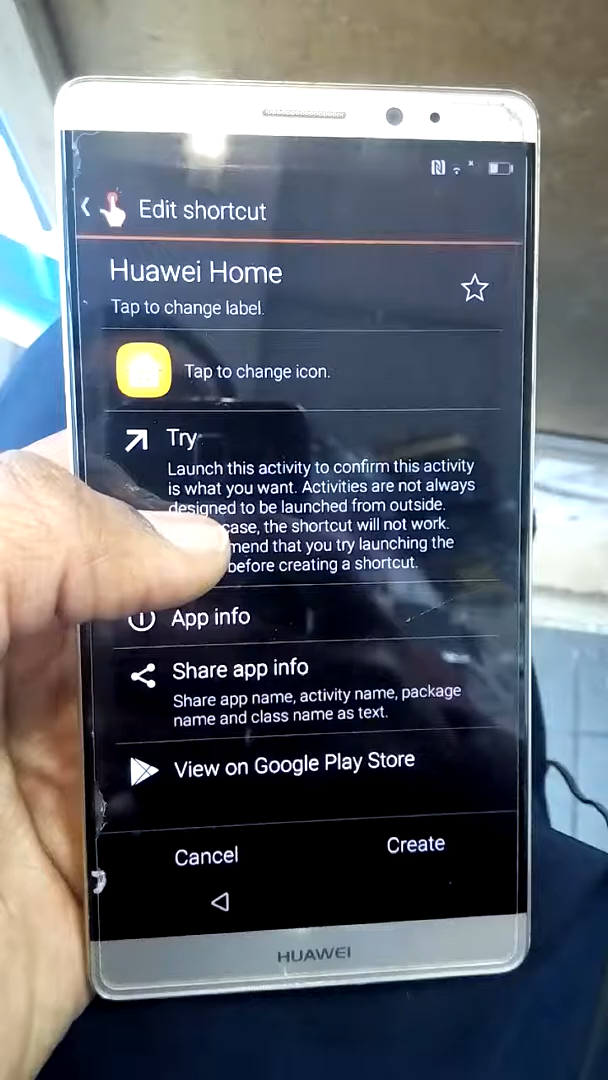 Edit shortcut
Huawei Home
Tap to change label.
Tap to change icon.
Try
Launch this activity to confirm this activity
is what you want. Activities are not always
designed to be launched from outside.
case, the shortcut will not work.
mend that you try launching the
before creating a shortcut.
App info
Share app info
Share app name, activity name, package
name and class name as text.
View on Google Play Store
Cancel
Create
HUAWEI